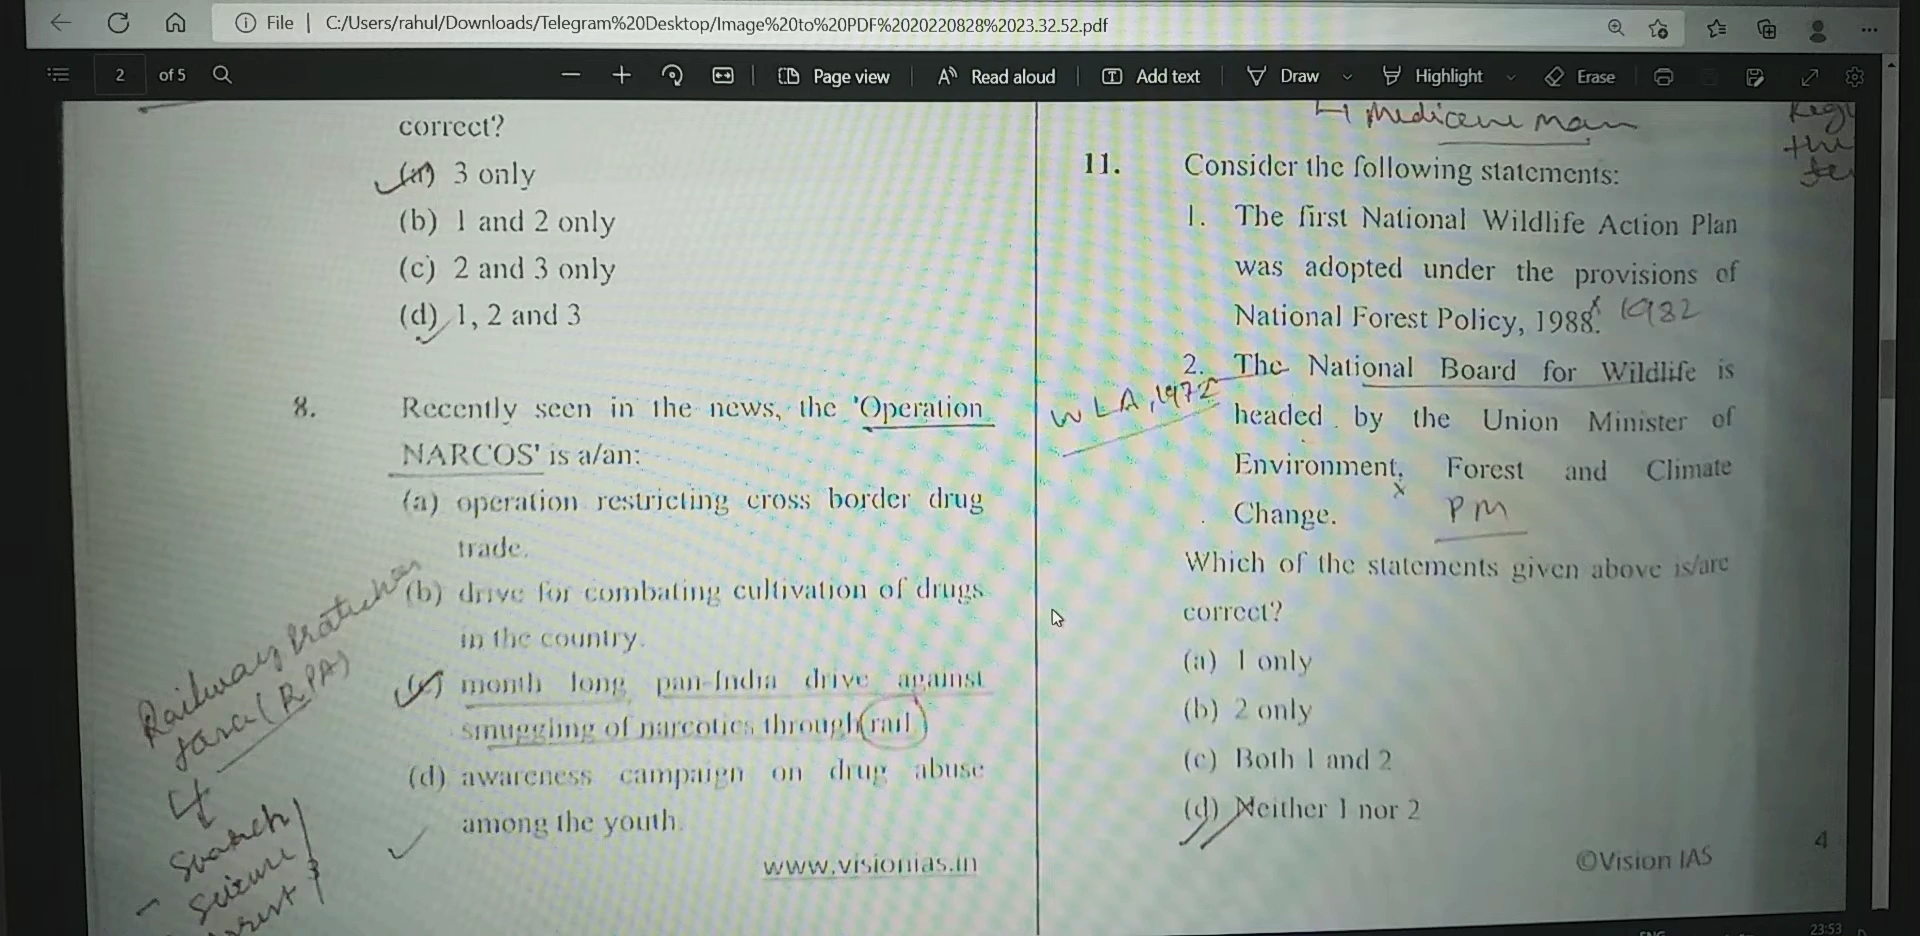 File | C:/Users/rahul/Downloads/Telegram%20Desktop/Image%20to%20PDF%2020220828%2023.32.52.pdf
2 of 5 Page view Read aloud Add text Draw Highlight Erase
correct?
(a) 3 only
(b) 1 and 2 only
(c) 2 and 3 only
(d) 1, 2 and 3
8. Recently seen in the news, the 'Operation
NARCOS' is a/an:
(a) operation restricting cross border drug
trade.
(b) drive for combating cultivation of drugs
in the country.
(c) month long pan-India drive against
smuggling of narcotics through rail
(d) awareness campaign on drug abuse
among the youth.
Railway
(RPA)
Search
Seizure
www.visionias.in
Medicene man
11. Consider the following statements:
1. The first National Wildlife Action Plan
was adopted under the provisions of
National Forest Policy, 1988. 1982
2. The National Board for Wildlife is
WLA, 1972
headed by the Union Minister of
Environment, Forest and Climate
Change. PM
Which of the statements given above is/are
correct?
(a) 1 only
(b) 2 only
(c) Both 1 and 2
(d) Neither 1 nor 2
©Vision IAS
4
ENG
23:53